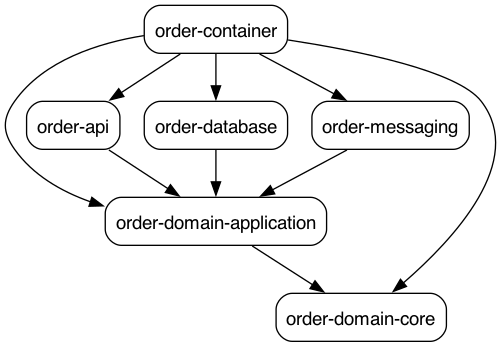 order-container
order-api
order-database
order-messaging
order-domain-application
order-domain-core